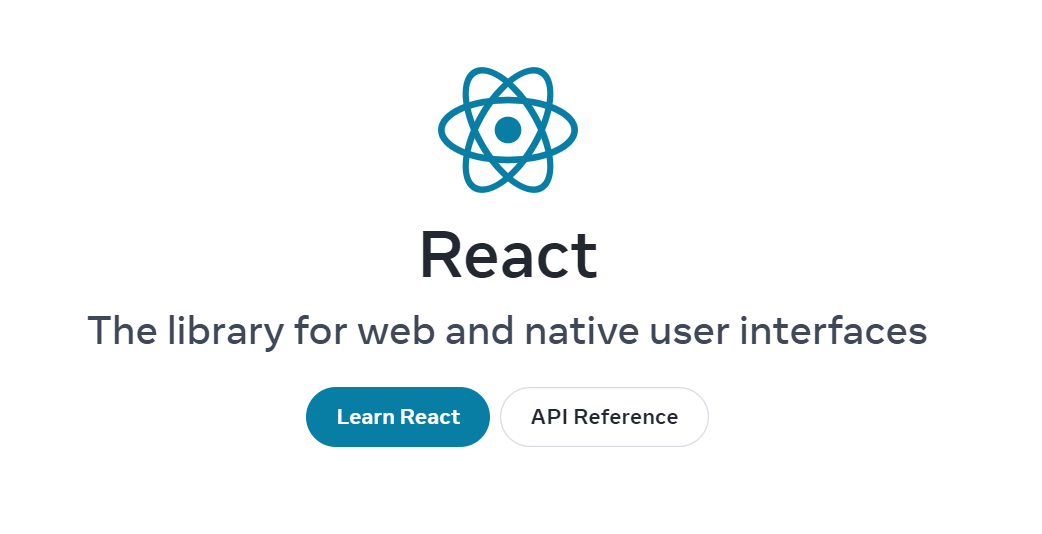 React
The library for web and native user interfaces
Learn React
API Reference